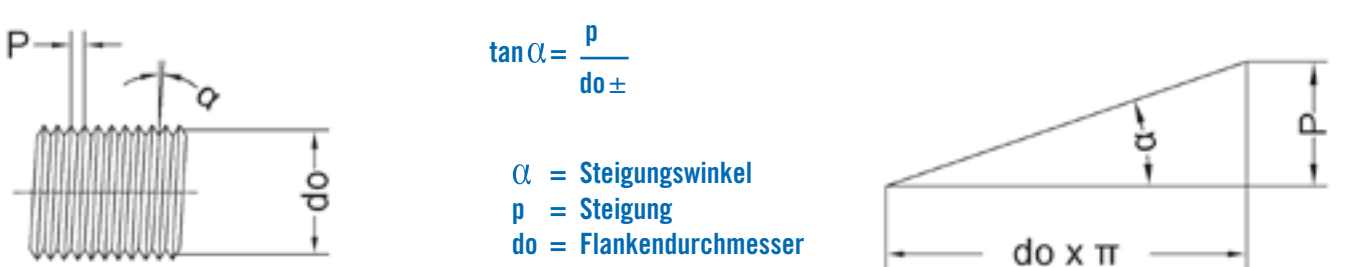 P
α
do
tan α = p
do ±
α = Steigungswinkel
p = Steigung
do = Flankendurchmesser
α
P
do x π